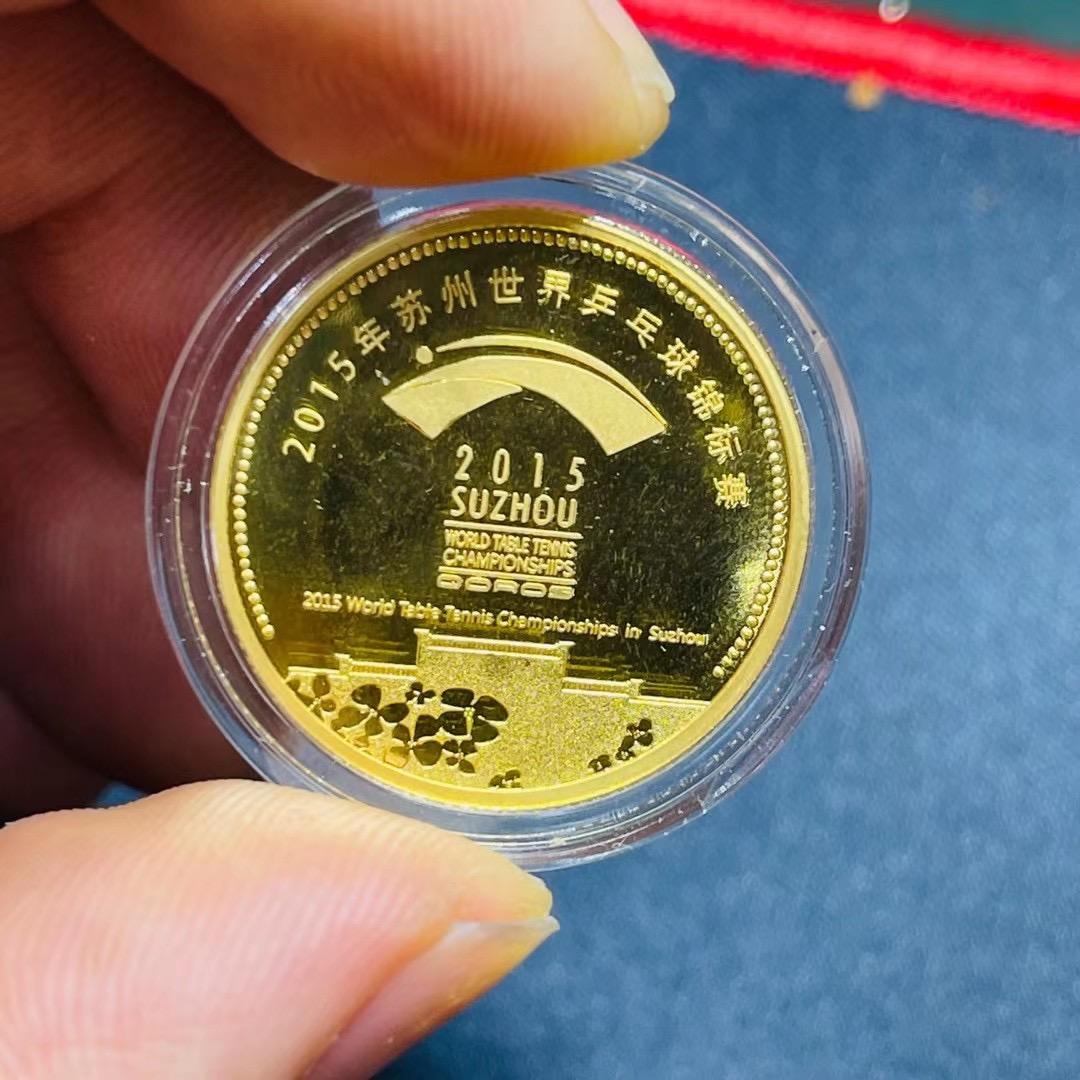 2015年苏州世界乒乓球锦标赛
2015
SUZHOU
WORLD TABLE TENNIS
CHAMPIONSHIPS
QOROS
2015 World Table Tennis Championships in Suzhou